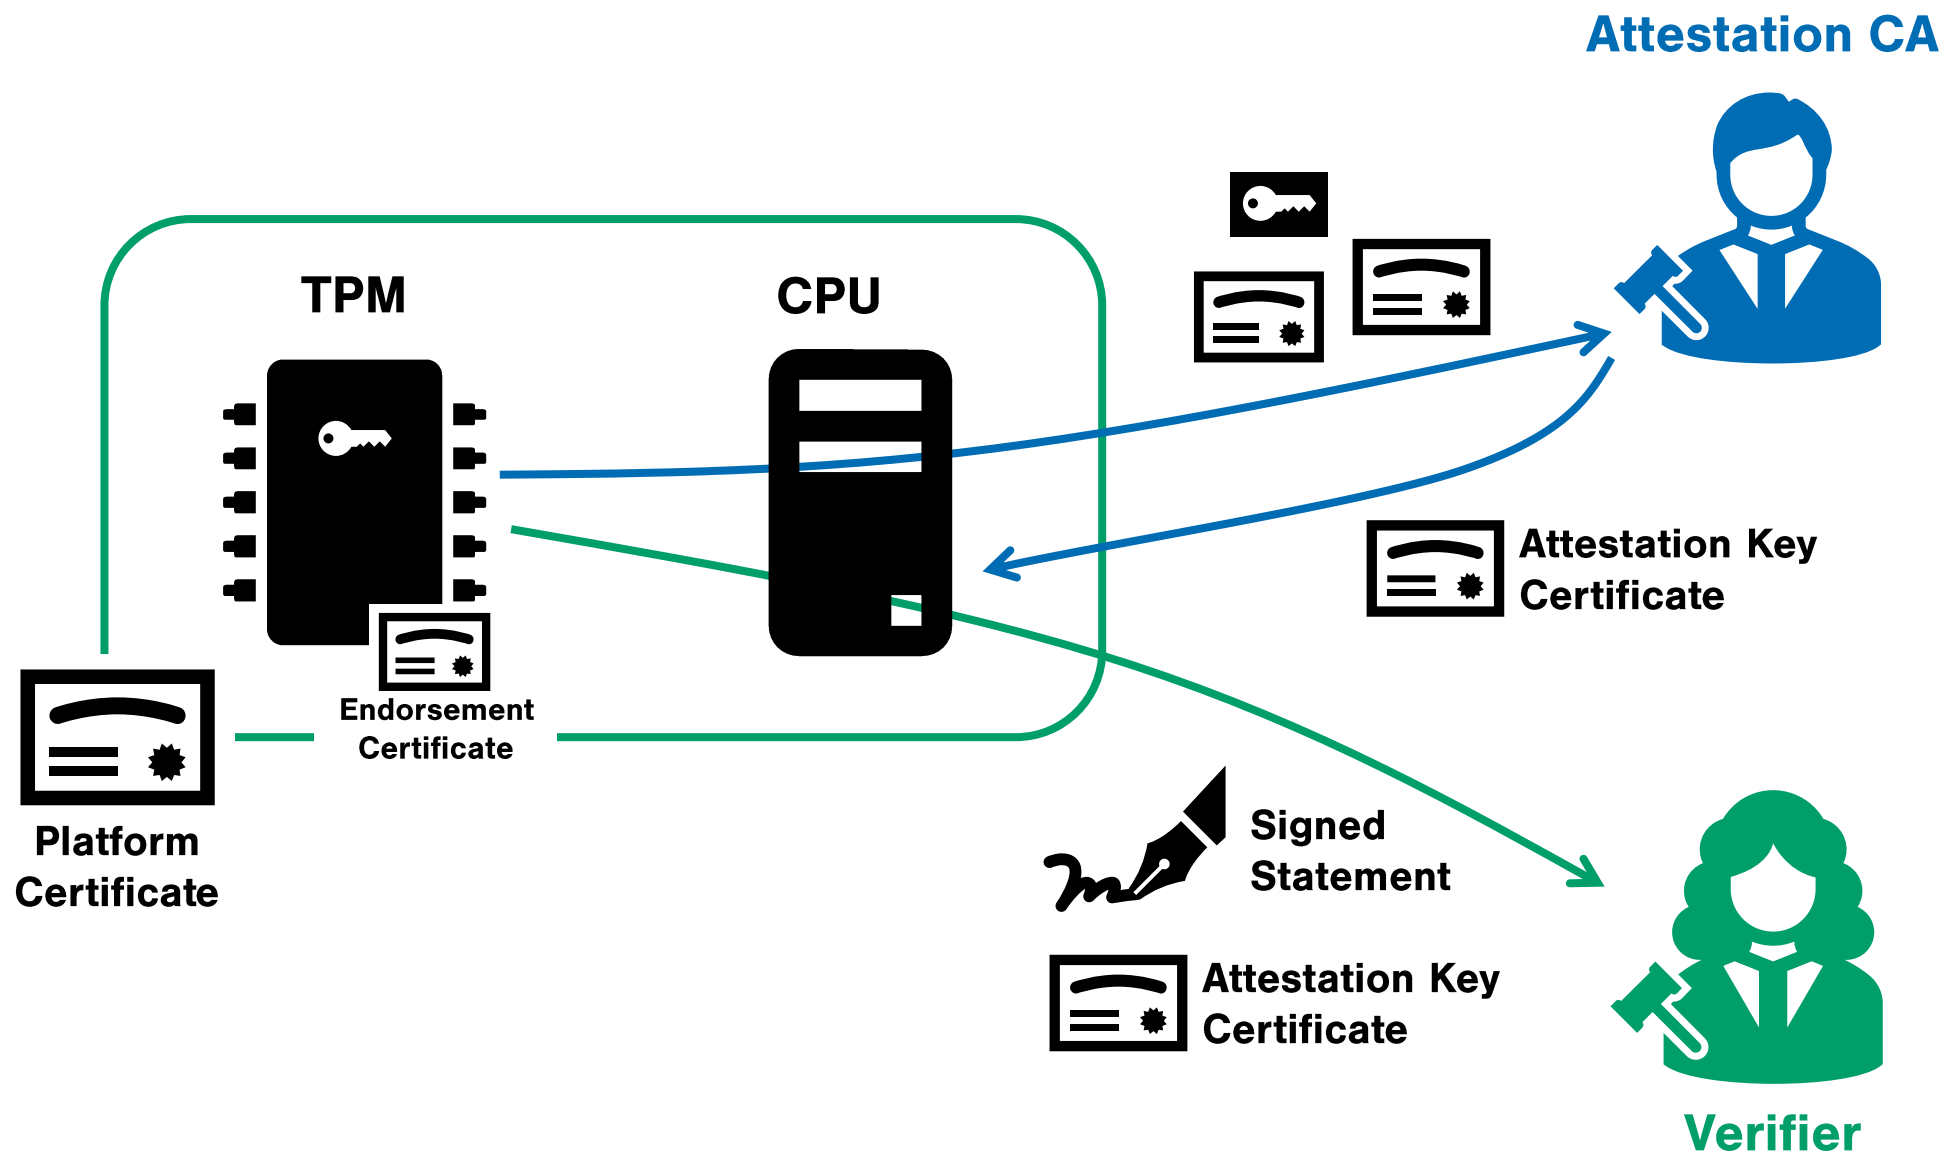 Attestation CA
TPM
CPU
Attestation Key
Certificate
Endorsement
Certificate
Platform
Certificate
Signed
Statement
Attestation Key
Certificate
Verifier